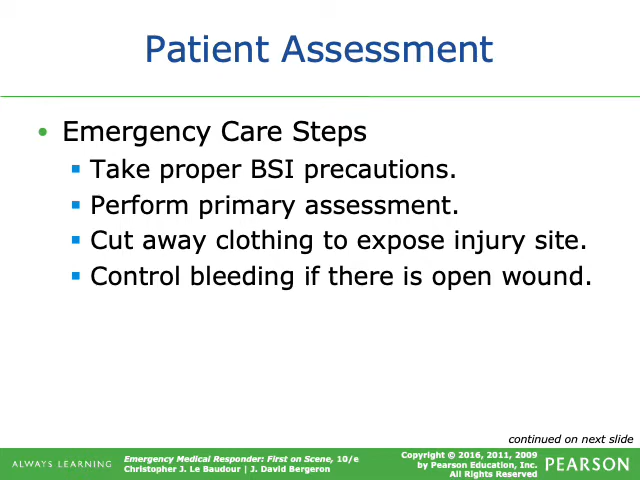 Patient Assessment
• Emergency Care Steps
▪ Take proper BSI precautions.
▪ Perform primary assessment.
▪ Cut away clothing to expose injury site.
▪ Control bleeding if there is open wound.
continued on next slide
ALWAYS LEARNING
Emergency Medical Responder: First on Scene, 10/e
Christopher J. Le Baudour | J. David Bergeron
Copyright © 2016, 2011, 2009
by Pearson Education, Inc.
All Rights Reserved
PEARSON